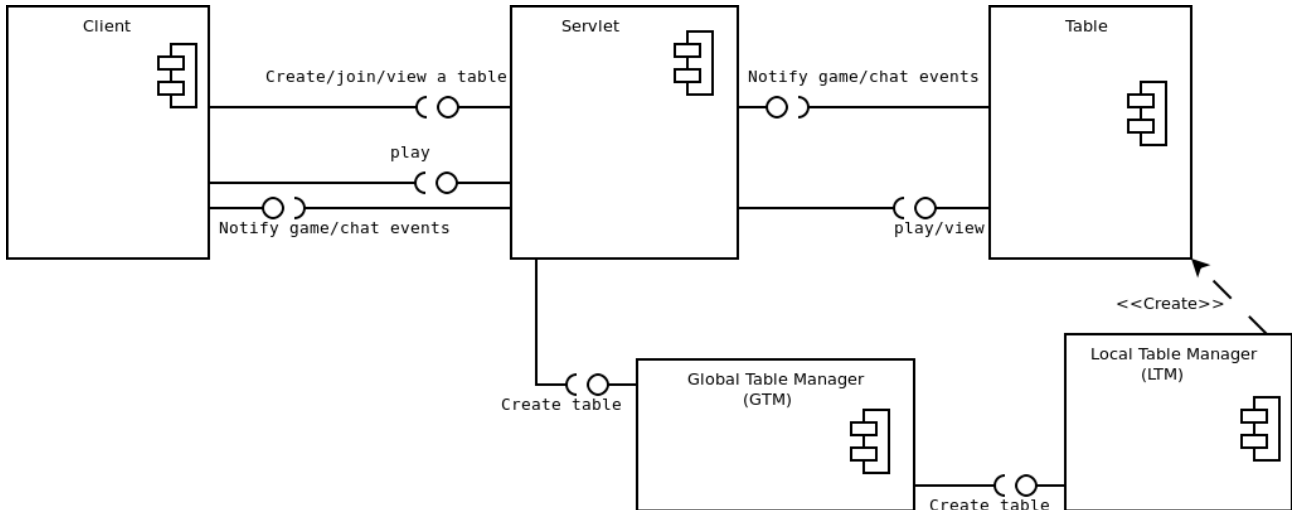 Client
Servlet
Table
Create/join/view a table
Notify game/chat events
play
Notify game/chat events
play/view
<<Create>>
Local Table Manager
(LTM)
Global Table Manager
(GTM)
Create table
Create table